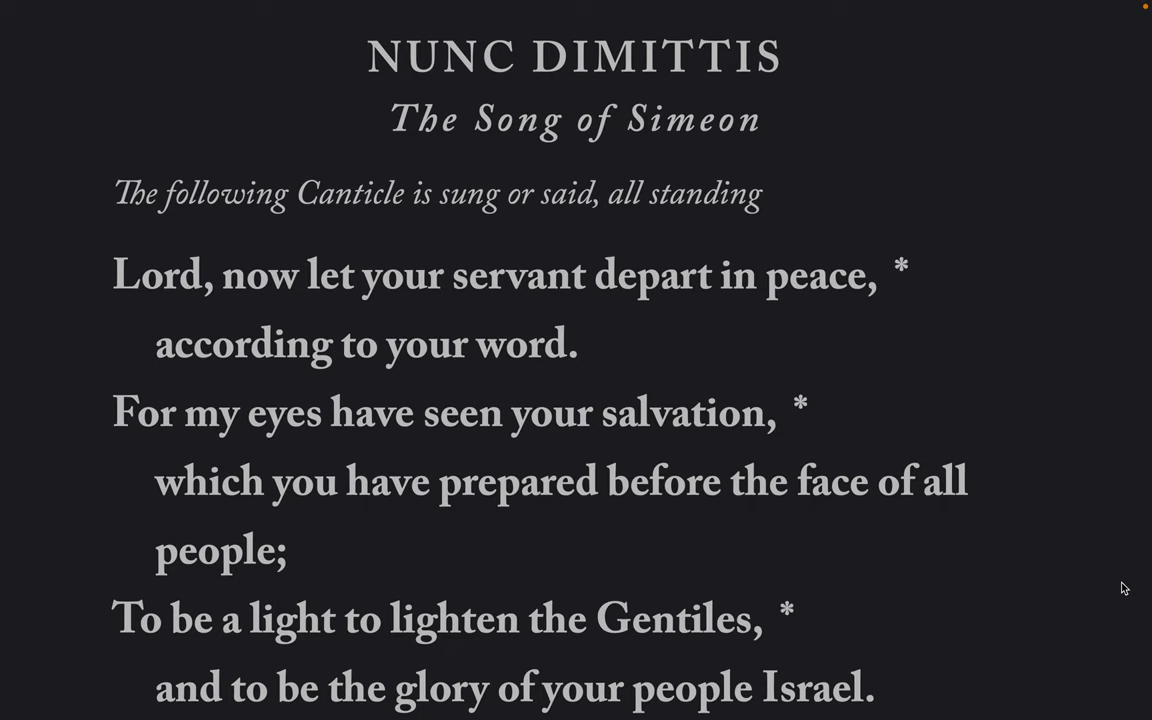 NUNC DIMITTIS
The Song of Simeon
The following Canticle is sung or said, all standing
Lord, now let your servant depart in peace, *
according to your word.
For my eyes have seen your salvation, *
which you have prepared before the face of all
people;
To be a light to lighten the Gentiles, *
and to be the glory of your people Israel.